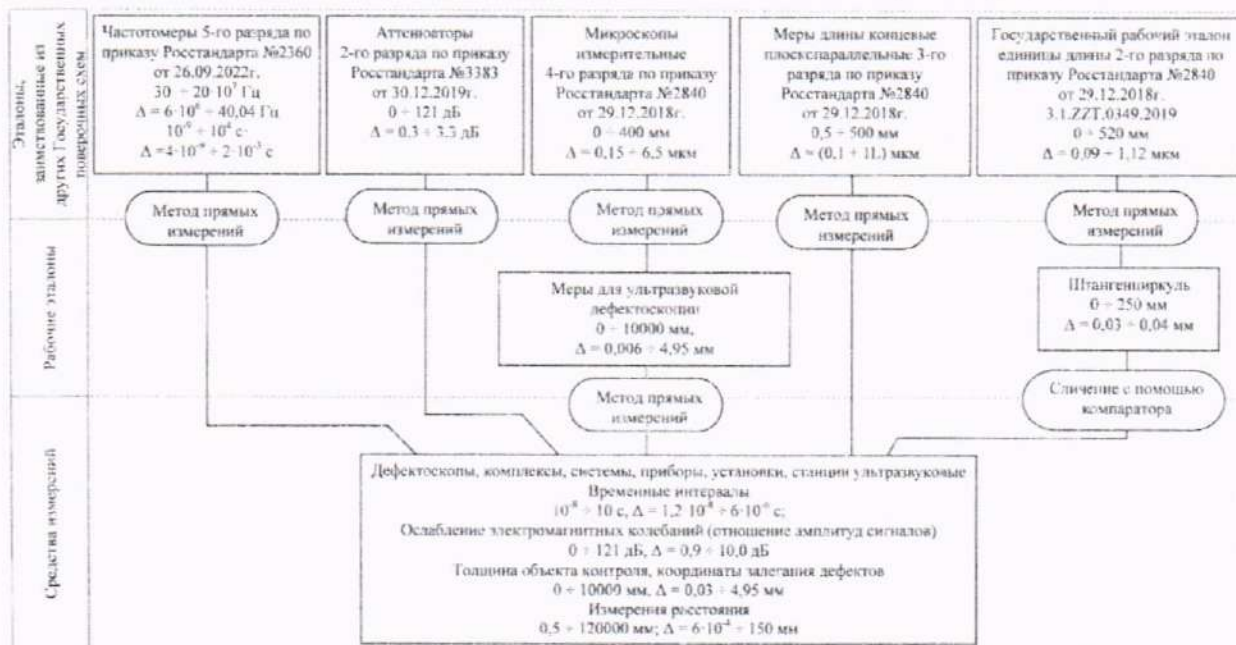 Эталоны,
заимствованные из
других Государственных
поверочных схем
Частотомеры 5-го разряда по
приказу Росстандарта №2360
от 26.09.2022г.
30 ÷ 20·10⁷ Гц
Δ = 6·10⁶ ÷ 40,04 Гц
10⁻⁹ ÷ 10⁴ с·
Δ =4·10⁻⁹ ÷ 2·10⁻³ с
Аттенюаторы
2-го разряда по приказу
Росстандарта №3383
от 30.12.2019г.
0 ÷ 121 дБ
Δ = 0.3 ÷ 3.3 дБ
Микроскопы
измерительные
4-го разряда по приказу
Росстандарта №2840
от 29.12.2018г.
0 ÷ 400 мм
Δ = 0,15 ÷ 6,5 мкм
Меры длины концевые
плоскспараллельные 3-го
разряда по приказу
Росстандарта №2840
от 29.12.2018г.
0,5 ÷ 500 мм
Δ = (0,1 + 1L) мкм
Государственный рабочий эталон
единицы длины 2-го разряда по
приказу Росстандарта №2840
от 29.12.2018г.
3.1.ZZT.0349.2019
0 ÷ 520 мм
Δ = 0,09 ÷ 1,12 мкм
Метод прямых
измерений
Метод прямых
измерений
Метод прямых
измерений
Метод прямых
измерений
Метод прямых
измерений
Рабочие эталоны
Меры для ультразвуковой
дефектоскопии
0 ÷ 10000 мм,
Δ = 0,006 ÷ 4,95 мм
Штангенциркуль
0 ÷ 250 мм
Δ = 0,03 ÷ 0,04 мм
Метод прямых
измерений
Сличение с помощью
компаратора
Средства измерений
Дефектоскопы, комплексы, системы, приборы, установки, станции ультразвуковые
Временные интервалы
10⁻⁸ ÷ 10 с, Δ = 1,2·10⁻⁸ ÷ 6·10⁻⁶ с;
Ослабление электромагнитных колебаний (отношение амплитуд сигналов)
0 ÷ 121 дБ, Δ = 0,9 ÷ 10,0 дБ
Толщина объекта контроля, координаты залегания дефектов
0 ÷ 10000 мм, Δ = 0,03 ÷ 4,95 мм
Измерения расстояния
0,5 ÷ 120000 мм; Δ = 6·10⁻⁴ ÷ 150 мм